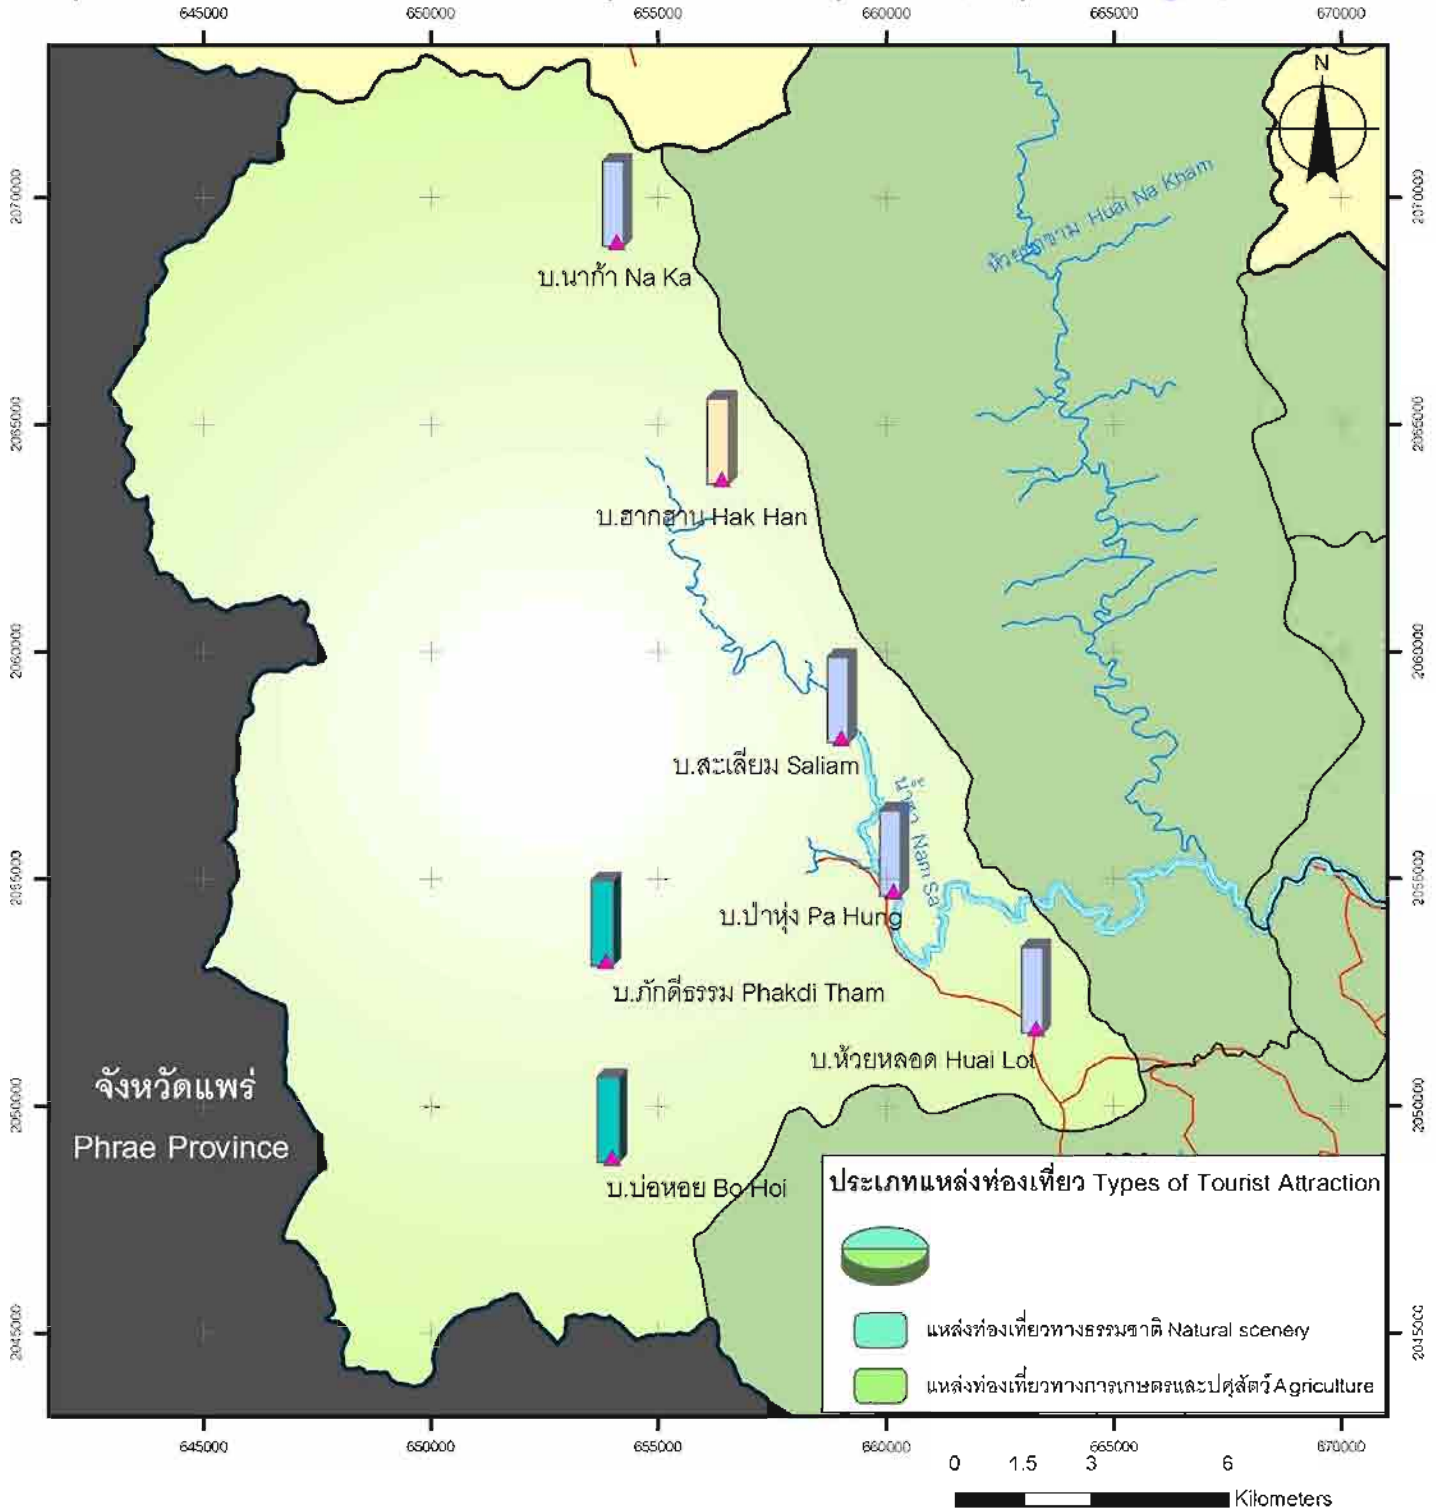 645000 650000 655000 660000 665000 670000
N
2070000 2070000
ห้วยนาขาม Huai Na Kham
บ.นาก้า Na Ka
2065000 2065000
บ.ฮากฮาน Hak Han
2060000 2060000
บ.สะเลียม Saliam
น้ำสา Nam Sa
2055000 2055000
บ.ป่าหุ่ง Pa Hung
บ.ภักดีธรรม Phakdi Tham
บ.ห้วยหลอด Huai Lot
จังหวัดแพร่
Phrae Province
2050000 2050000
บ.บ่อหอย Bo Hoi
ประเภทแหล่งท่องเที่ยว Types of Tourist Attraction
แหล่งท่องเที่ยวทางธรรมชาติ Natural scenery
2045000 2045000
แหล่งท่องเที่ยวทางการเกษตรและปศุสัตว์ Agriculture
645000 650000 655000 660000 665000 670000
0 1.5 3 6
Kilometers